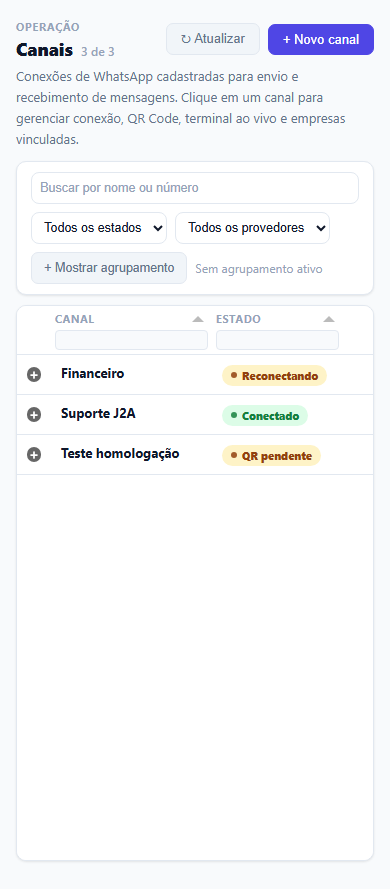 OPERAÇÃO
Canais 3 de 3
↻ Atualizar
+ Novo canal
Conexões de WhatsApp cadastradas para envio e
recebimento de mensagens. Clique em um canal para
gerenciar conexão, QR Code, terminal ao vivo e empresas
vinculadas.
Buscar por nome ou número
Todos os estados
Todos os provedores
+ Mostrar agrupamento
Sem agrupamento ativo
CANAL
ESTADO
Financeiro
Reconectando
Suporte J2A
Conectado
Teste homologação
QR pendente